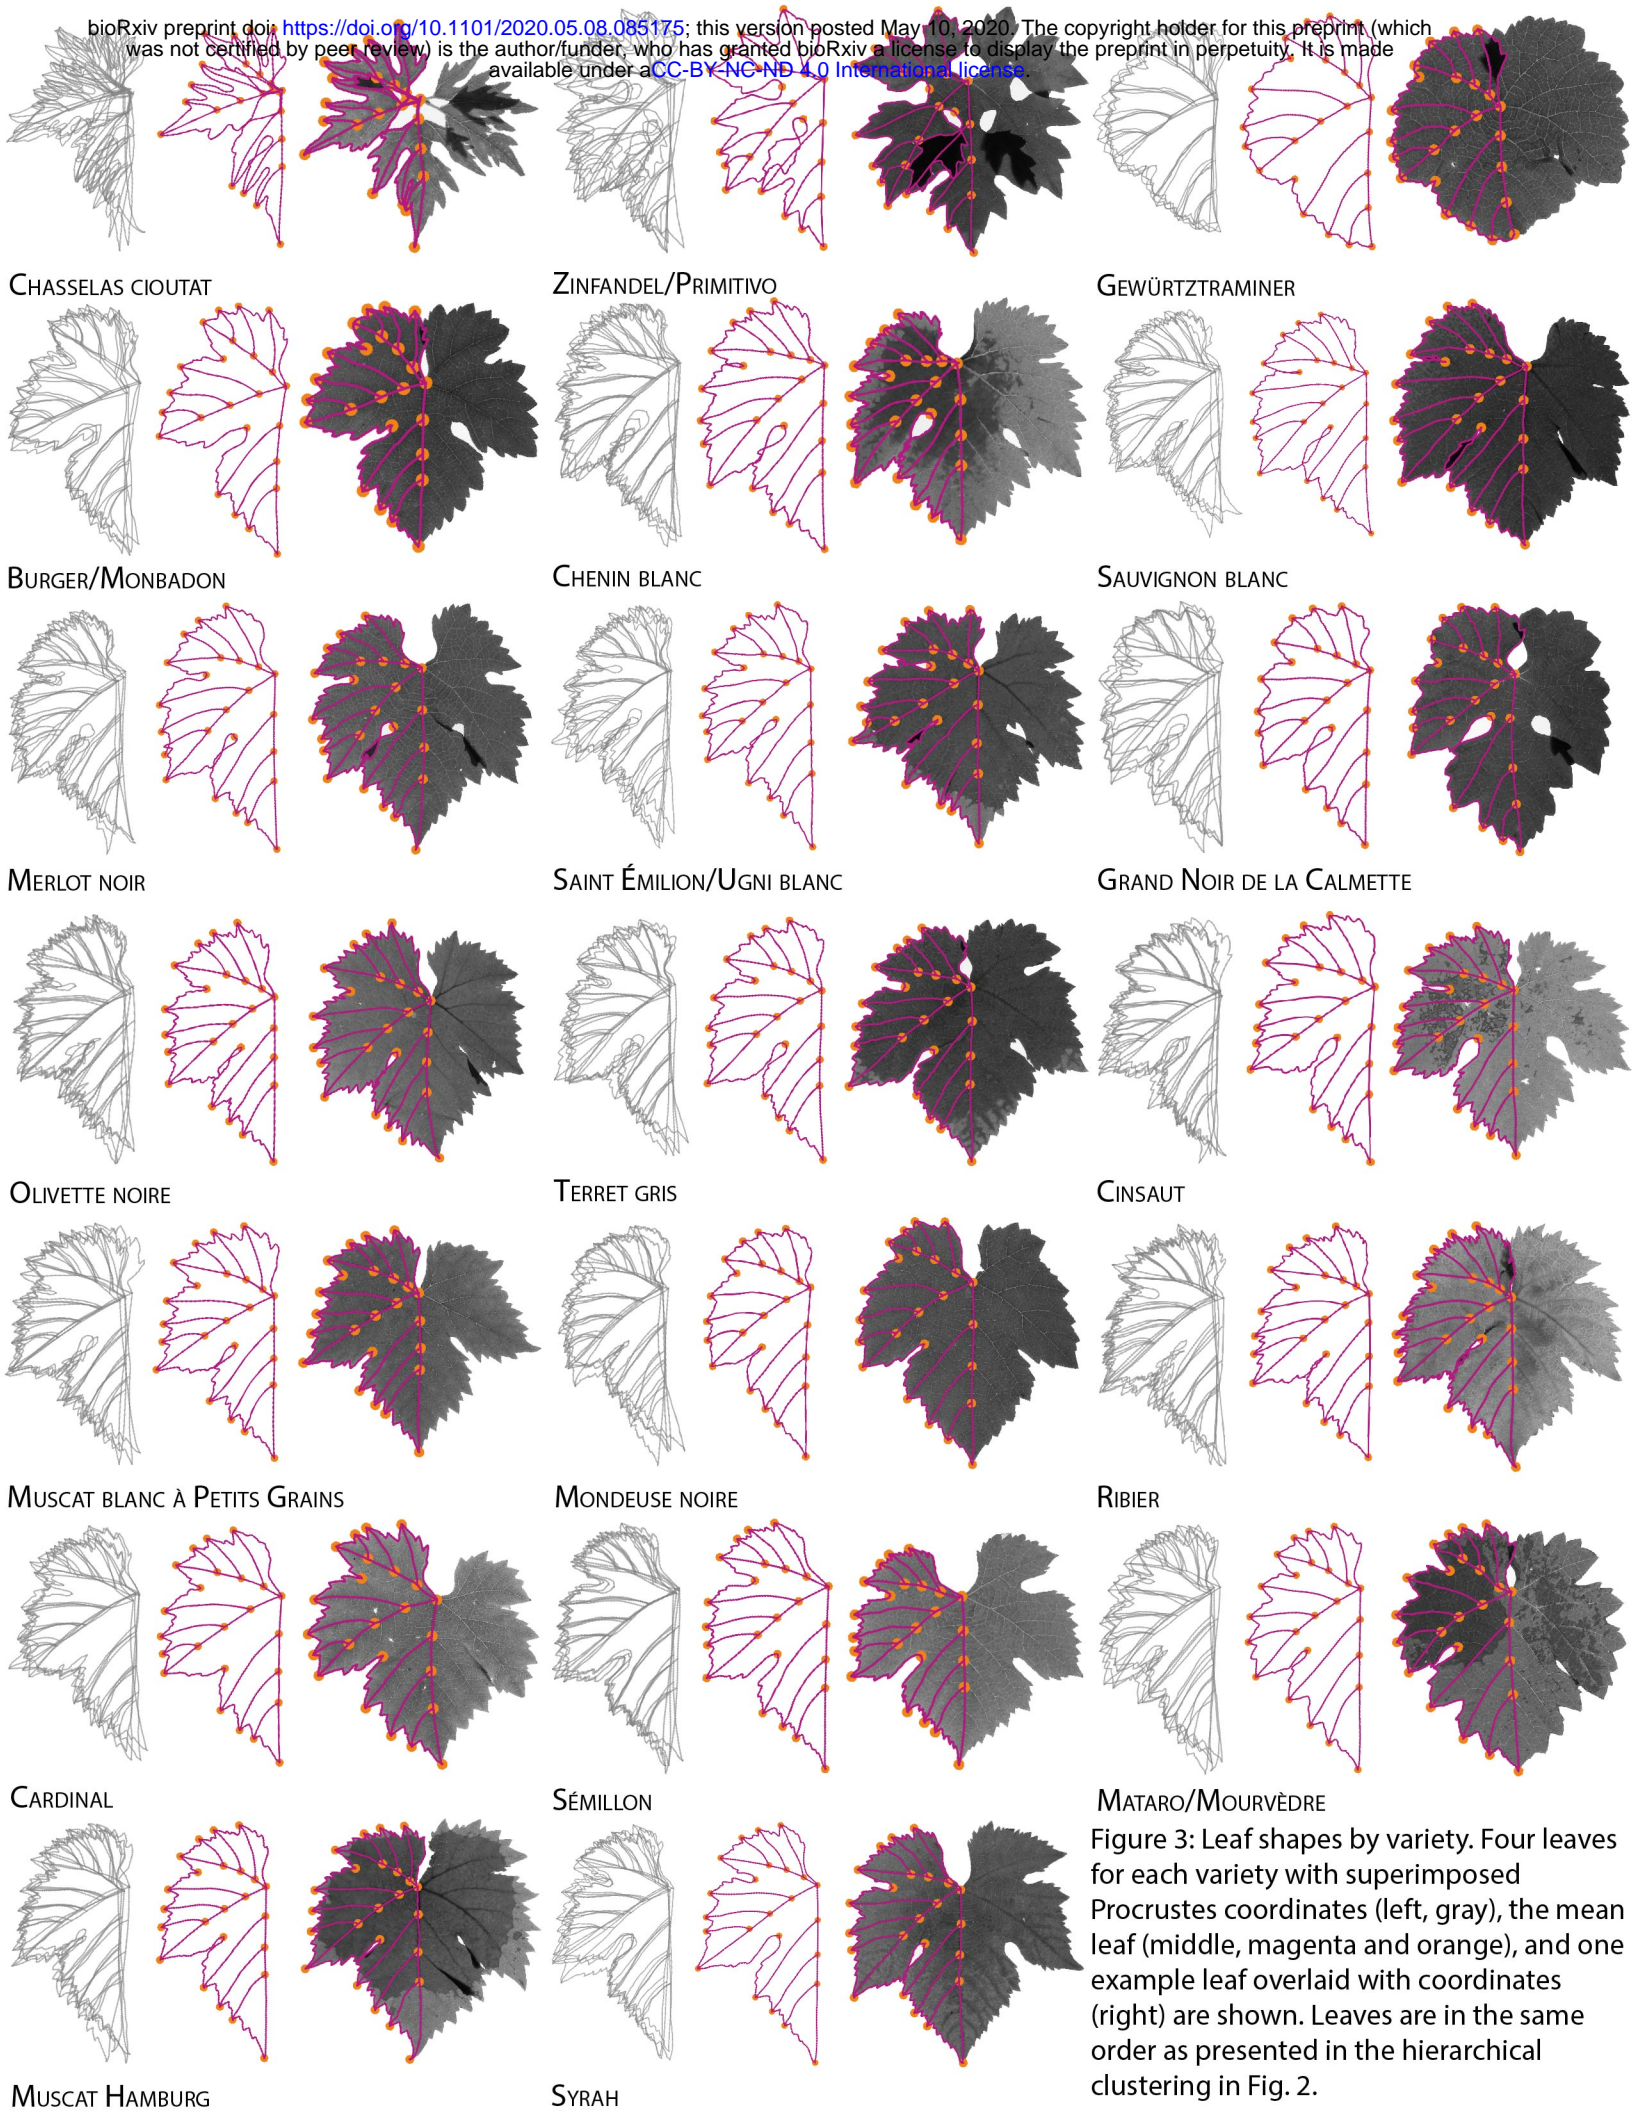 bioRxiv preprint doi: https://doi.org/10.1101/2020.05.08.085175; this version posted May 10, 2020. The copyright holder for this preprint (which
was not certified by peer review) is the author/funder, who has granted bioRxiv a license to display the preprint in perpetuity. It is made
available under aCC-BY-NC-ND 4.0 International license.
Chasselas cioutat
Zinfandel/Primitivo
Gewürtztraminer
Burger/Monbadon
Chenin blanc
Sauvignon blanc
Merlot noir
Saint Émilion/Ugni blanc
Grand Noir de la Calmette
Olivette noire
Terret gris
Cinsaut
Muscat blanc à Petits Grains
Mondeuse noire
Ribier
Cardinal
Sémillon
Mataro/Mourvèdre
Figure 3: Leaf shapes by variety. Four leaves
for each variety with superimposed
Procrustes coordinates (left, gray), the mean
leaf (middle, magenta and orange), and one
example leaf overlaid with coordinates
(right) are shown. Leaves are in the same
order as presented in the hierarchical
clustering in Fig. 2.
Muscat Hamburg
Syrah